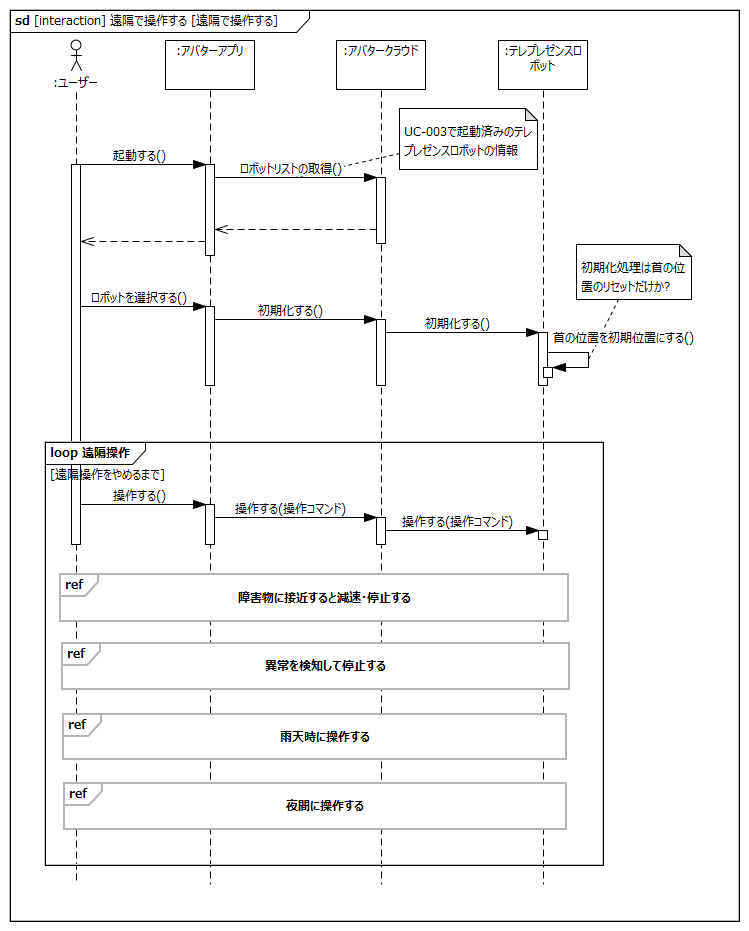 sd [interaction] 遠隔で操作する [遠隔で操作する]
:ユーザー
:アバターアプリ
:アバタークラウド
:テレプレゼンスロ
ボット
UC-003で起動済みのテレ
プレゼンスロボットの情報
起動する()
ロボットリストの取得()
初期化処理は首の位
置のリセットだけか?
ロボットを選択する()
初期化する()
初期化する()
首の位置を初期位置にする()
loop 遠隔操作
[遠隔操作をやめるまで]
操作する()
操作する(操作コマンド)
操作する(操作コマンド)
ref
障害物に接近すると減速・停止する
ref
異常を検知して停止する
ref
雨天時に操作する
ref
夜間に操作する